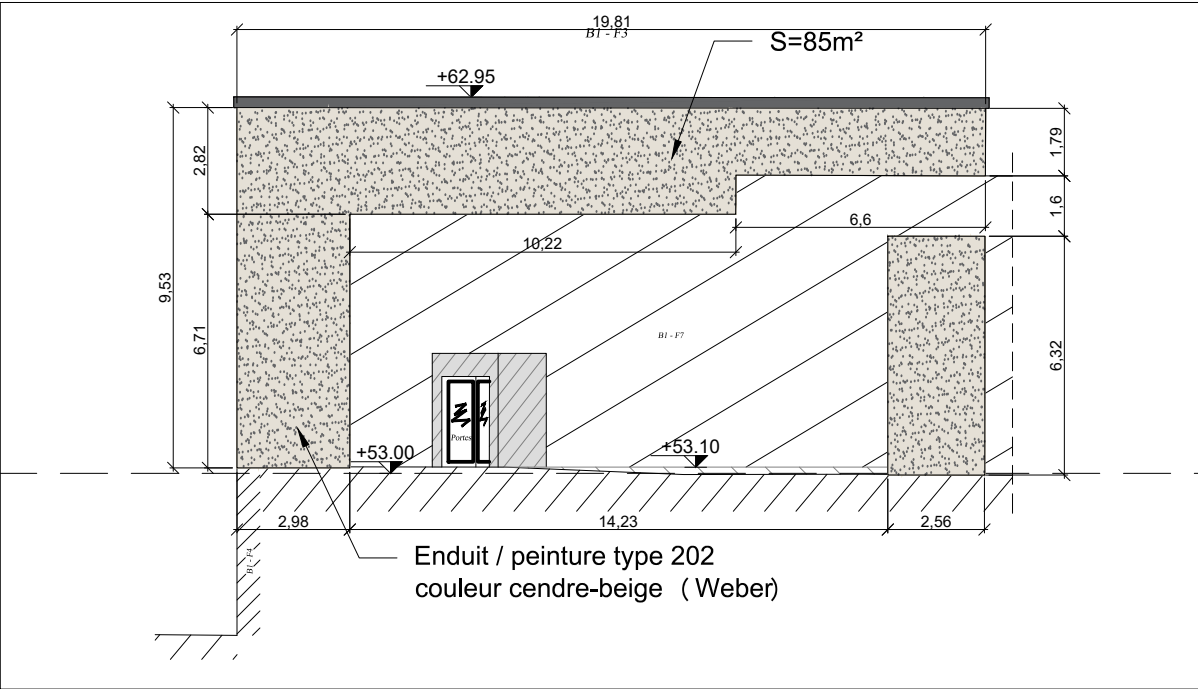 19,81
B1 - F3
S=85m²
+62.95
2,82
1,79
1,6
6,6
10,22
9,53
6,71
B1 - F7
6,32
Portes
+53.00
+53.10
2,98
14,23
2,56
B1 - F4
Enduit / peinture type 202
couleur cendre-beige ( Weber)